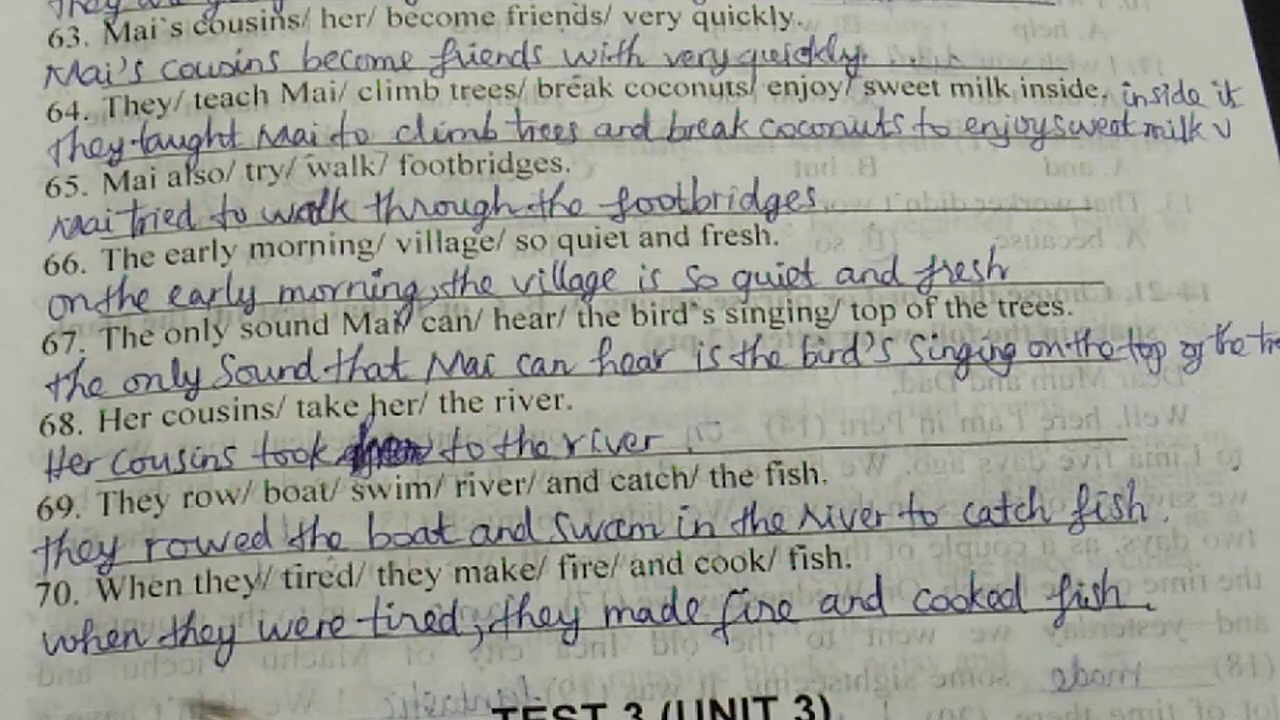 63. Mai's cousins/ her/ become friends/ very quickly.
Mai's cousins become friends with very quickly.
64. They/ teach Mai/ climb trees/ break coconuts/ enjoy/ sweet milk inside. inside it
They taught Mai to climb trees and break coconuts to enjoy sweet milk
65. Mai also/ try/ walk/ footbridges.
Mai tried to walk through the footbridges
66. The early morning/ village/ so quiet and fresh.
on the early morning, the village is so quiet and fresh
67. The only sound Mai/ can/ hear/ the bird's singing/ top of the trees.
the only Sound that Mai can hear is the bird's singing on the top of the
68. Her cousins/ take her/ the river.
Her cousins took to the river
69. They row/ boat/ swim/ river/ and catch/ the fish.
they rowed the boat and swam in the river to catch fish.
70. When they/ tired/ they make/ fire/ and cook/ fish.
when they were tired, they made fire and cooked fish.
TEST 3 (UNIT 3)